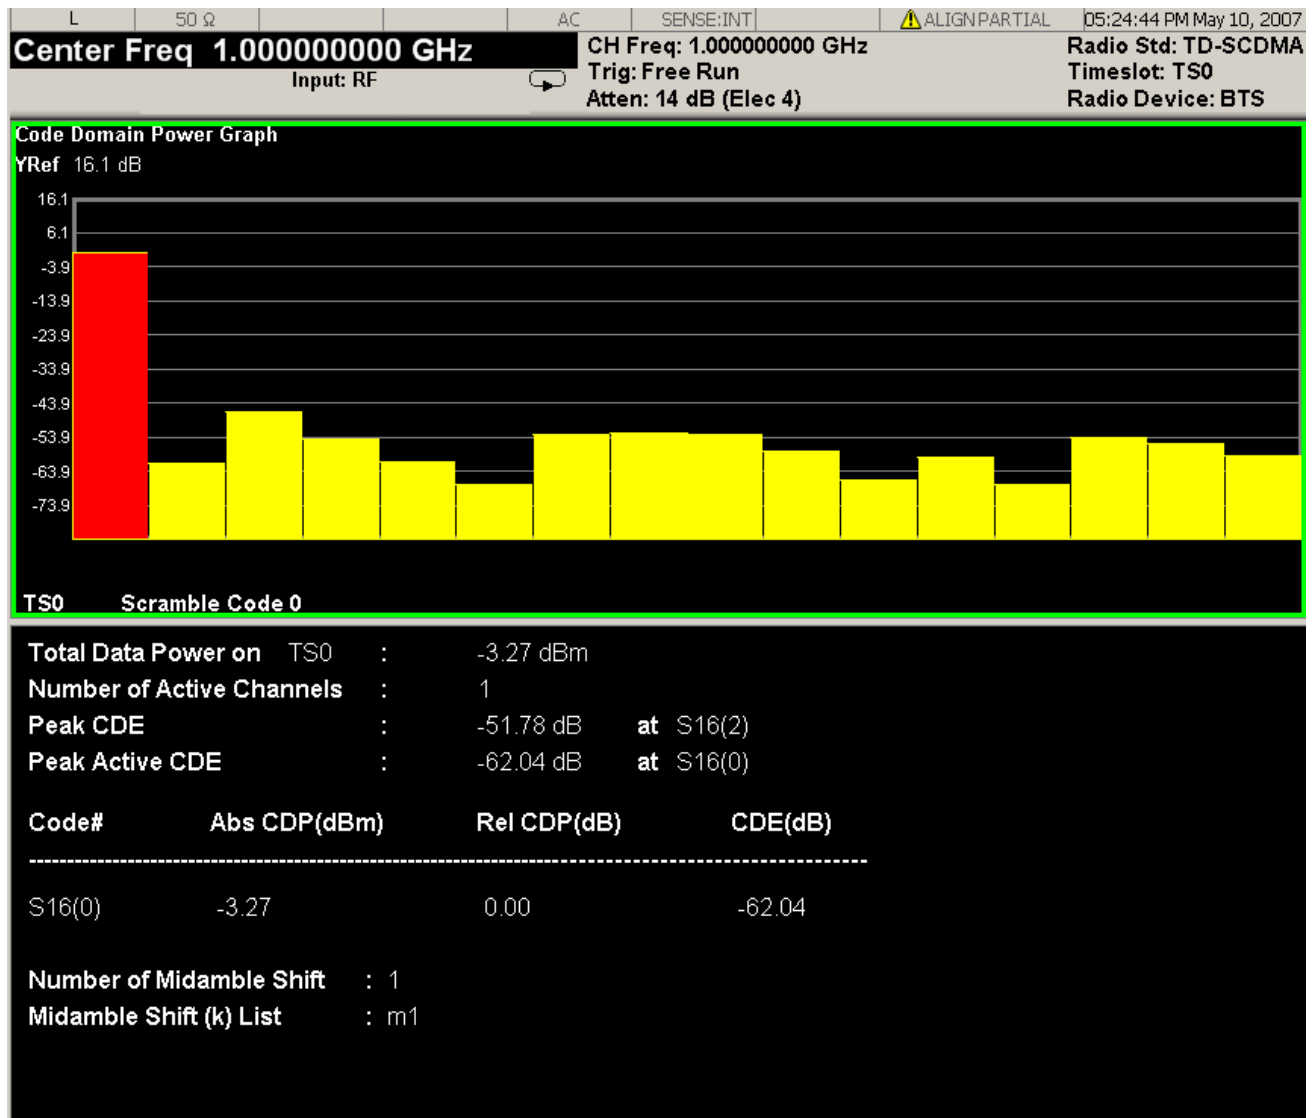 L 50 Ω AC SENSE:INT ALIGN PARTIAL 05:24:44 PM May 10, 2007
Center Freq 1.000000000 GHz
Input: RF
CH Freq: 1.000000000 GHz
Trig: Free Run
Atten: 14 dB (Elec 4)
Radio Std: TD-SCDMA
Timeslot: TS0
Radio Device: BTS
Code Domain Power Graph
YRef 16.1 dB
16.1
6.1
-3.9
-13.9
-23.9
-33.9
-43.9
-53.9
-63.9
-73.9
TS0 Scramble Code 0
Total Data Power on TS0 : -3.27 dBm
Number of Active Channels : 1
Peak CDE : -51.78 dB at S16(2)
Peak Active CDE : -62.04 dB at S16(0)
Code# Abs CDP(dBm) Rel CDP(dB) CDE(dB)
S16(0) -3.27 0.00 -62.04
Number of Midamble Shift : 1
Midamble Shift (k) List : m1